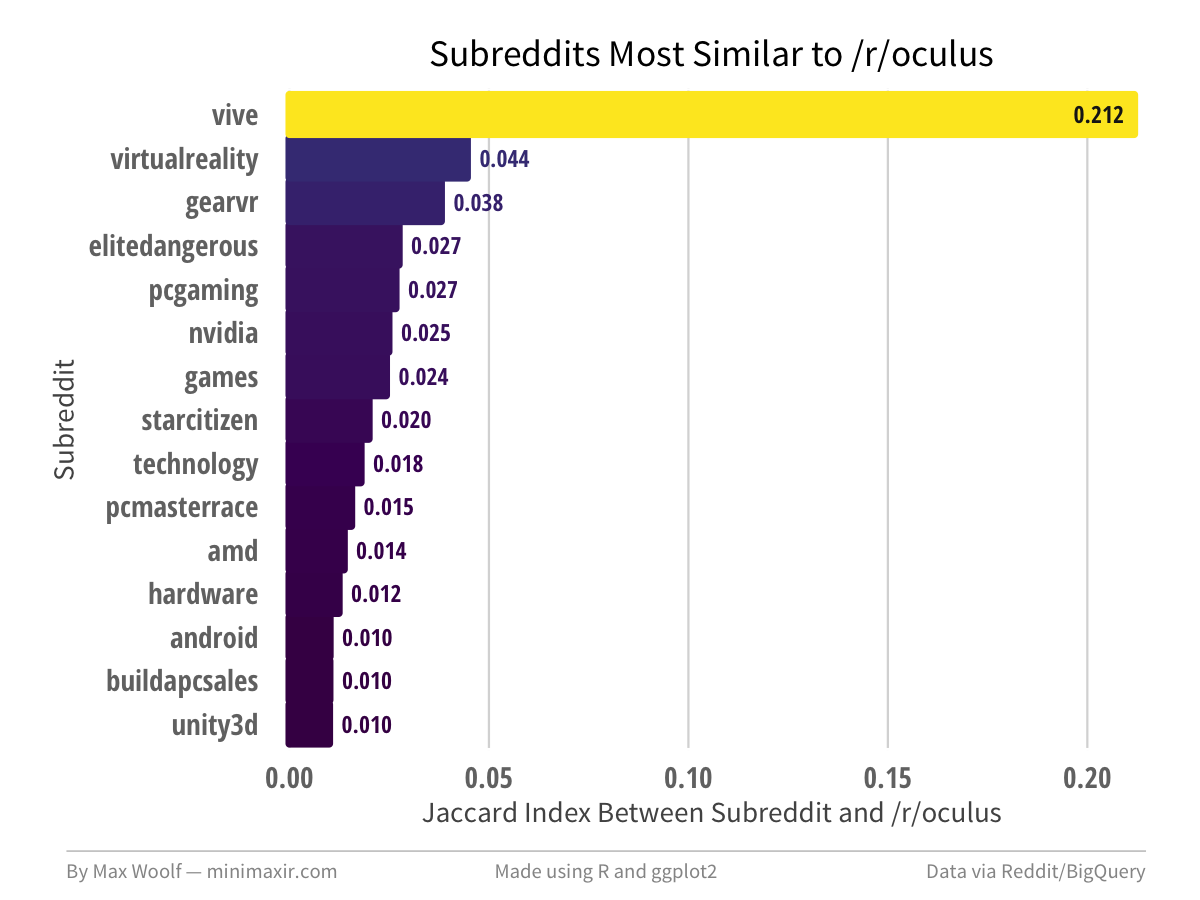 Subreddits Most Similar to /r/oculus
Subreddit
vive 0.212
virtualreality 0.044
gearvr 0.038
elitedangerous 0.027
pcgaming 0.027
nvidia 0.025
games 0.024
starcitizen 0.020
technology 0.018
pcmasterrace 0.015
amd 0.014
hardware 0.012
android 0.010
buildapcsales 0.010
unity3d 0.010
0.00 0.05 0.10 0.15 0.20
Jaccard Index Between Subreddit and /r/oculus
By Max Woolf — minimaxir.com Made using R and ggplot2 Data via Reddit/BigQuery